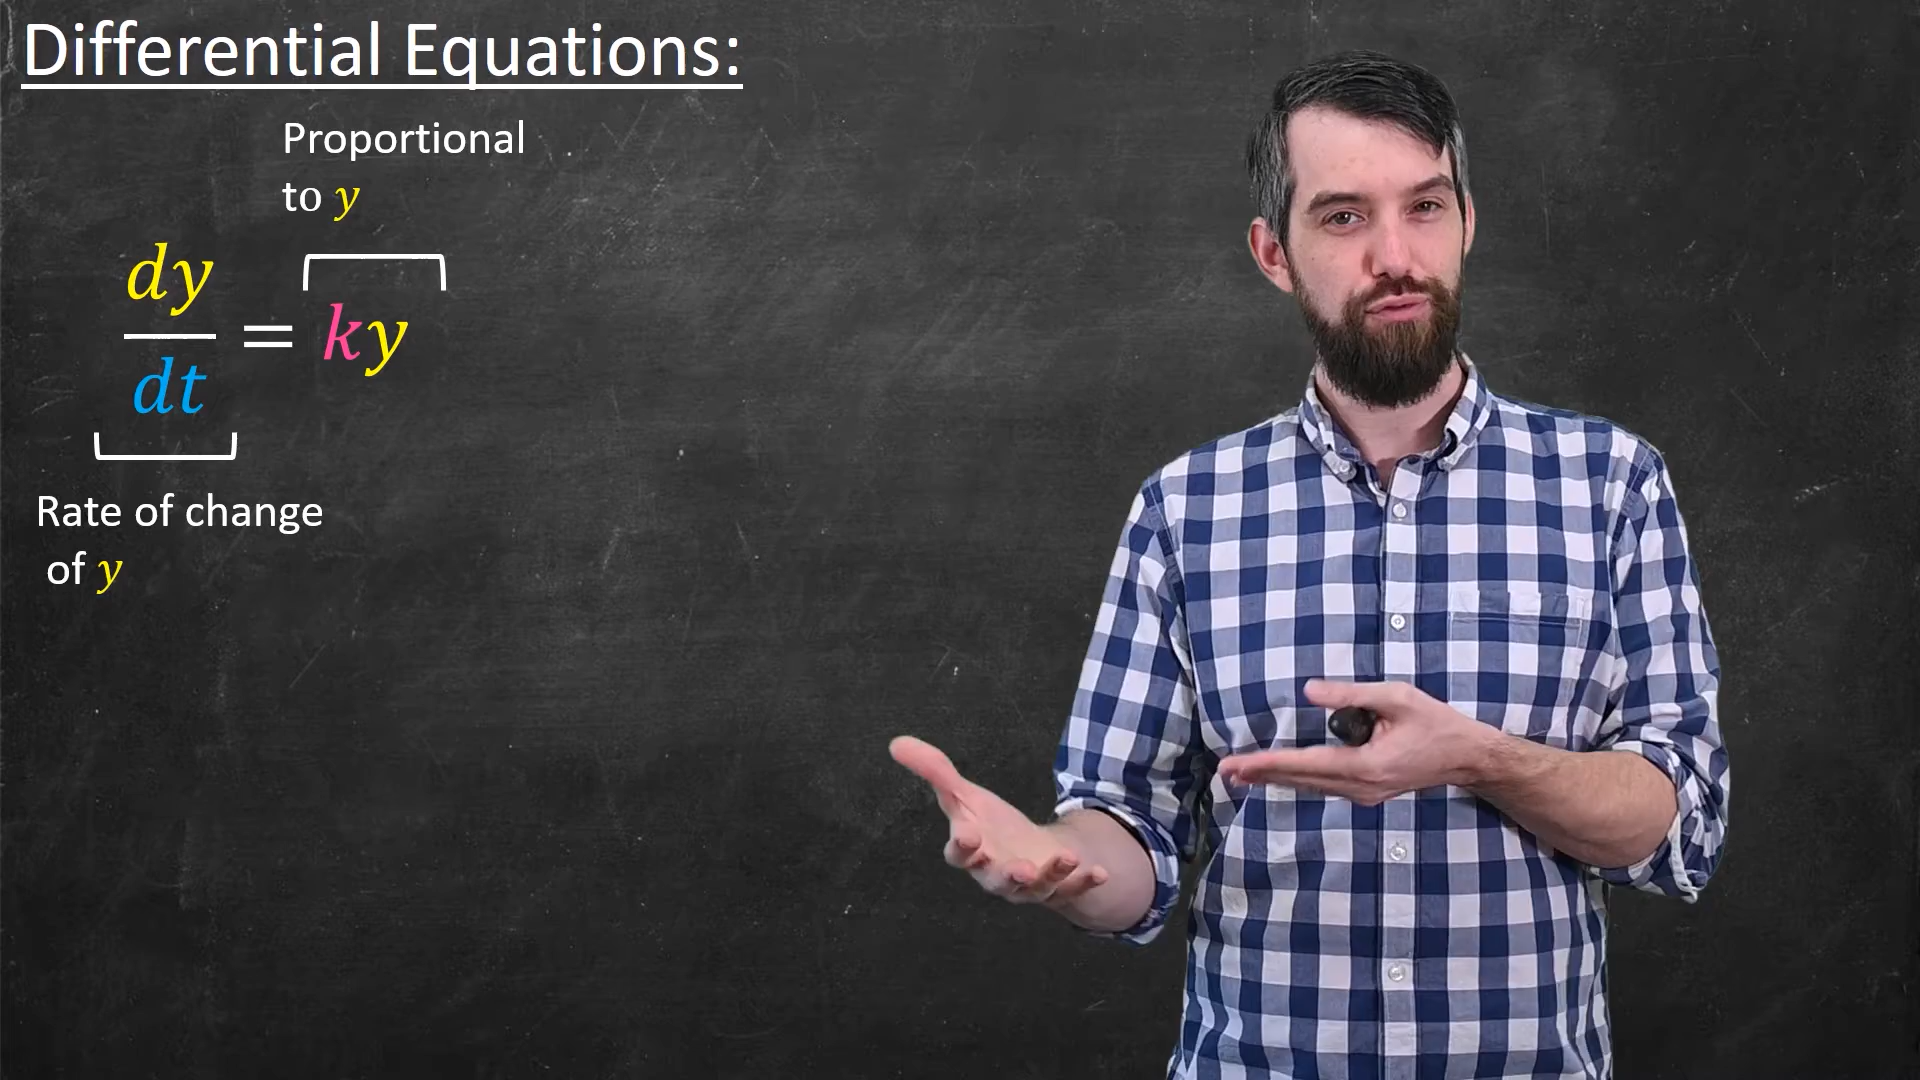 Differential Equations:
Proportional
to y
dy
dt
= ky
Rate of change
of y